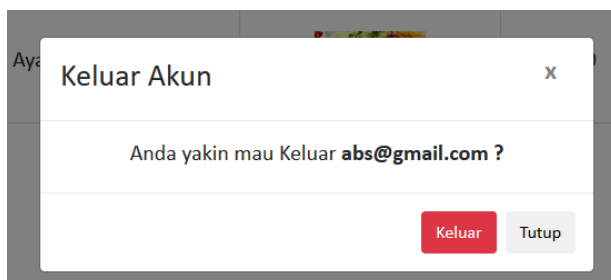 Keluar Akun
x
Anda yakin mau Keluar abs@gmail.com ?
Keluar
Tutup